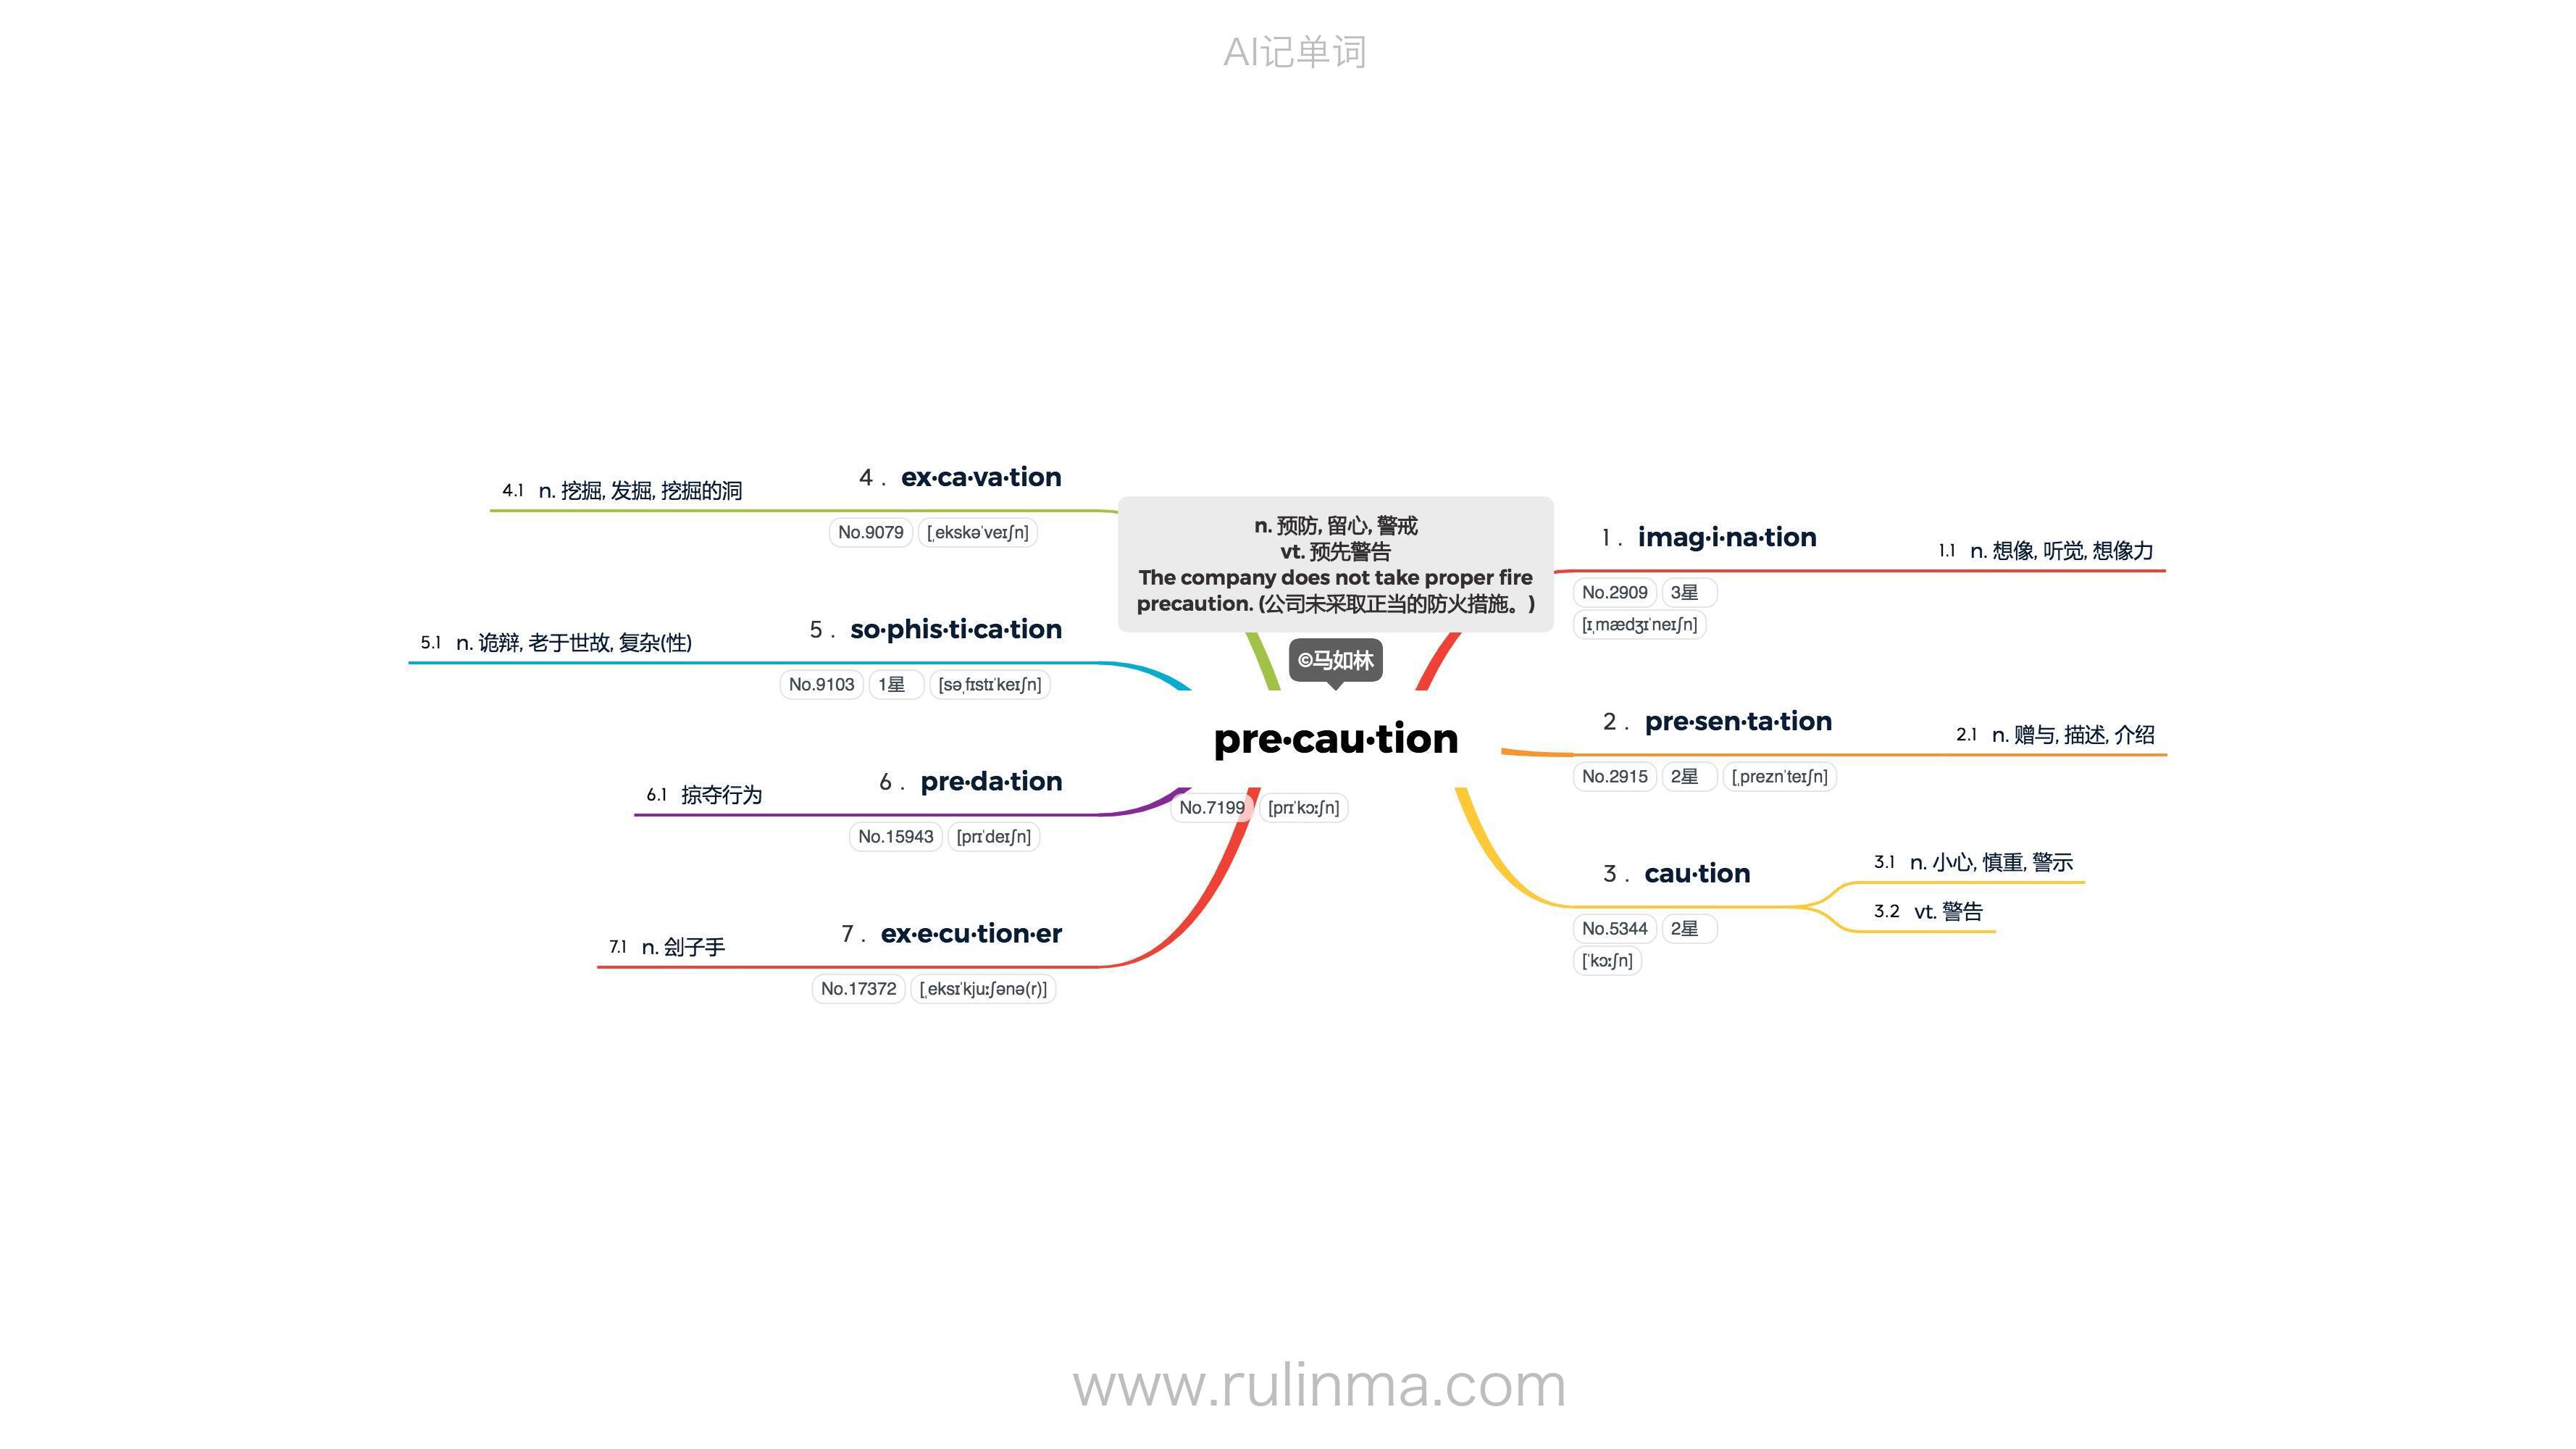 AI记单词
n. 预防, 留心, 警戒
vt. 预先警告
The company does not take proper fire
precaution. (公司未采取正当的防火措施。)
©马如林
pre·cau·tion
No.7199 [prɪˈkɔːʃn]
1 . imag·i·na·tion
No.2909 3星
[ɪˌmædʒɪˈneɪʃn]
1.1 n. 想像, 听觉, 想像力
2 . pre·sen·ta·tion
No.2915 2星 [ˌpreznˈteɪʃn]
2.1 n. 赠与, 描述, 介绍
3 . cau·tion
No.5344 2星
[ˈkɔːʃn]
3.1 n. 小心, 慎重, 警示
3.2 vt. 警告
4 . ex·ca·va·tion
No.9079 [ˌekskəˈveɪʃn]
4.1 n. 挖掘, 发掘, 挖掘的洞
5 . so·phis·ti·ca·tion
No.9103 1星 [səˌfɪstɪˈkeɪʃn]
5.1 n. 诡辩, 老于世故, 复杂(性)
6 . pre·da·tion
No.15943 [prɪˈdeɪʃn]
6.1 掠夺行为
7 . ex·e·cu·tion·er
No.17372 [ˌeksɪˈkjuːʃənə(r)]
7.1 n. 刽子手
www.rulinma.com